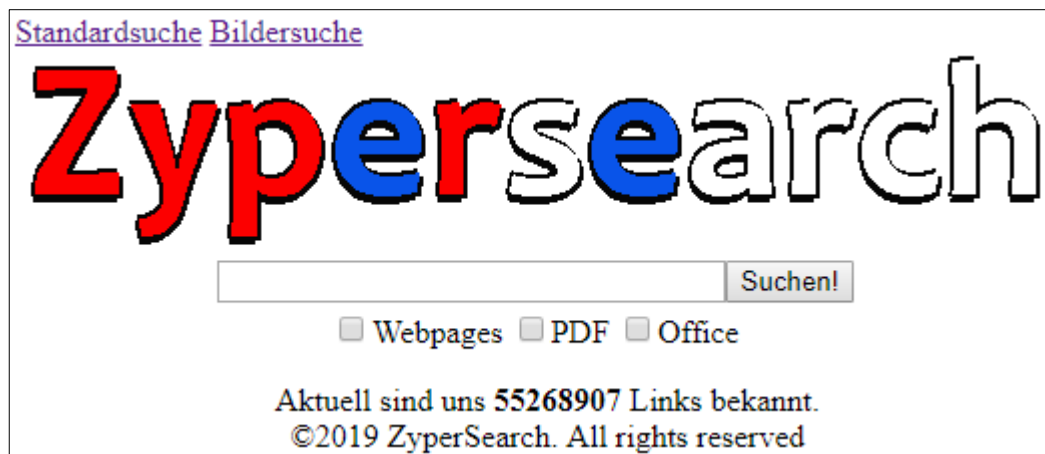 Standardsuche Bildersuche
Zypersearch
Suchen!
Webpages PDF Office
Aktuell sind uns 55268907 Links bekannt.
©2019 ZyperSearch. All rights reserved